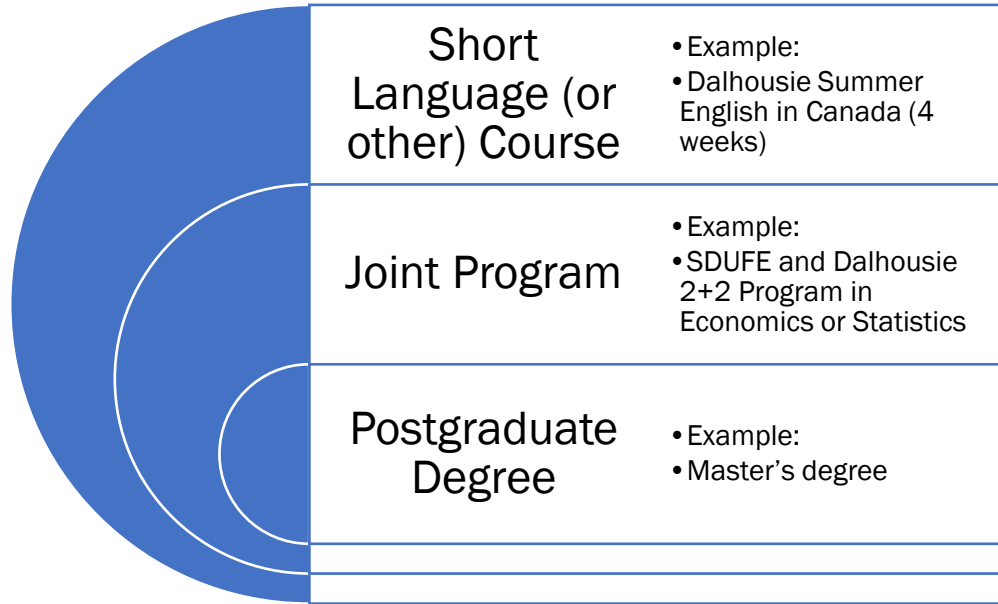 Short
Language (or
other) Course
•Example:
•Dalhousie Summer
English in Canada (4
weeks)
Joint Program
•Example:
•SDUFE and Dalhousie
2+2 Program in
Economics or Statistics
Postgraduate
Degree
•Example:
•Master’s degree